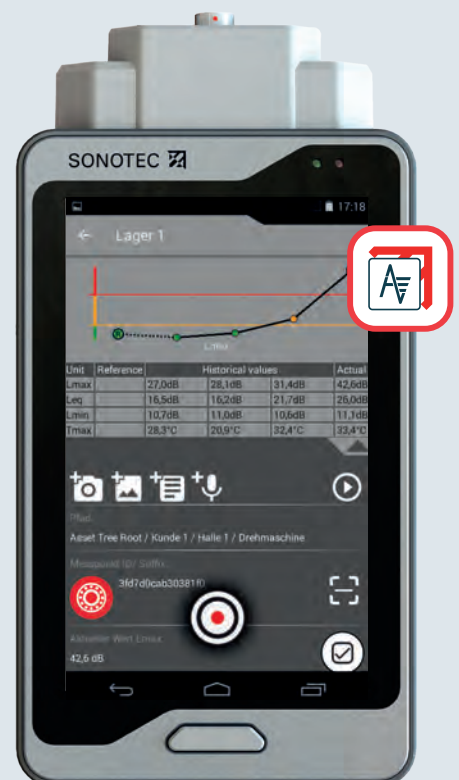 SONOTEC
17:18
Lager 1
Lmax
Unit Reference Historical values Actual
Lmax 27,0dB 28,1dB 31,4dB 42,6dB
Leq 16,5dB 16,2dB 21,7dB 26,0dB
Lmin 10,7dB 11,0dB 10,6dB 11,1dB
Tmax 28,3°C 20,9°C 32,4°C 33,4°C
Pfad
Asset Tree Root / Kunde 1 / Halle 1 / Drehmaschine
Messpunkt ID/ Suffix
3fd7d0cab30381f0
Aktueller Wert Lmax
42,6 dB